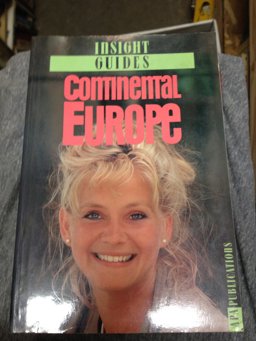 INSIGHT
GUIDES
CONTINENTAL
EUROPE
APA PUBLICATIONS